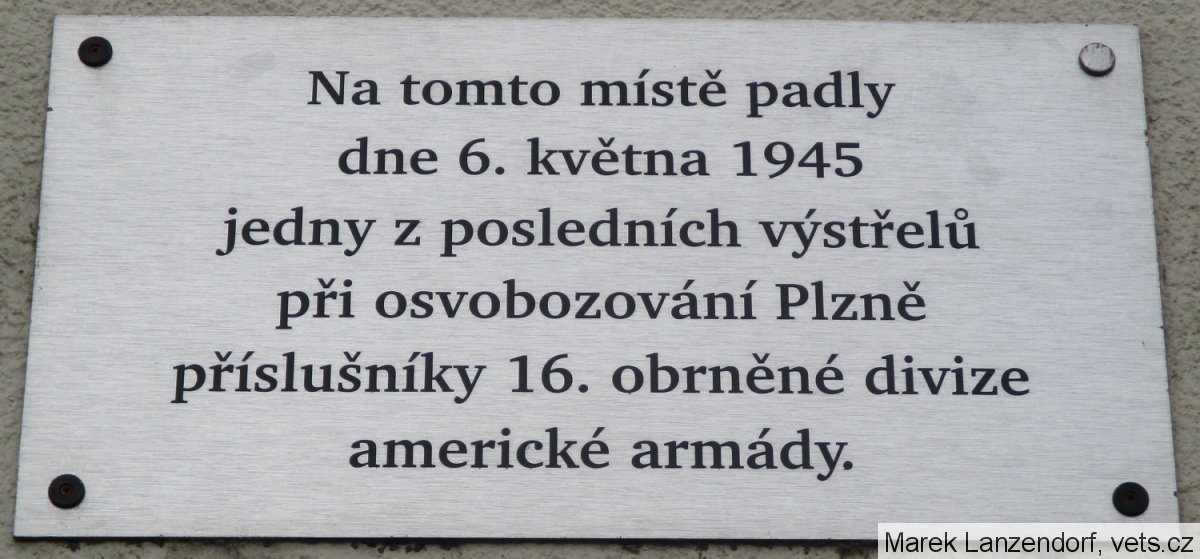 Na tomto místě padly
dne 6. května 1945
jedny z posledních výstřelů
při osvobozování Plzně
příslušníky 16. obrněné divize
americké armády.
Marek Lanzendorf, vets.cz